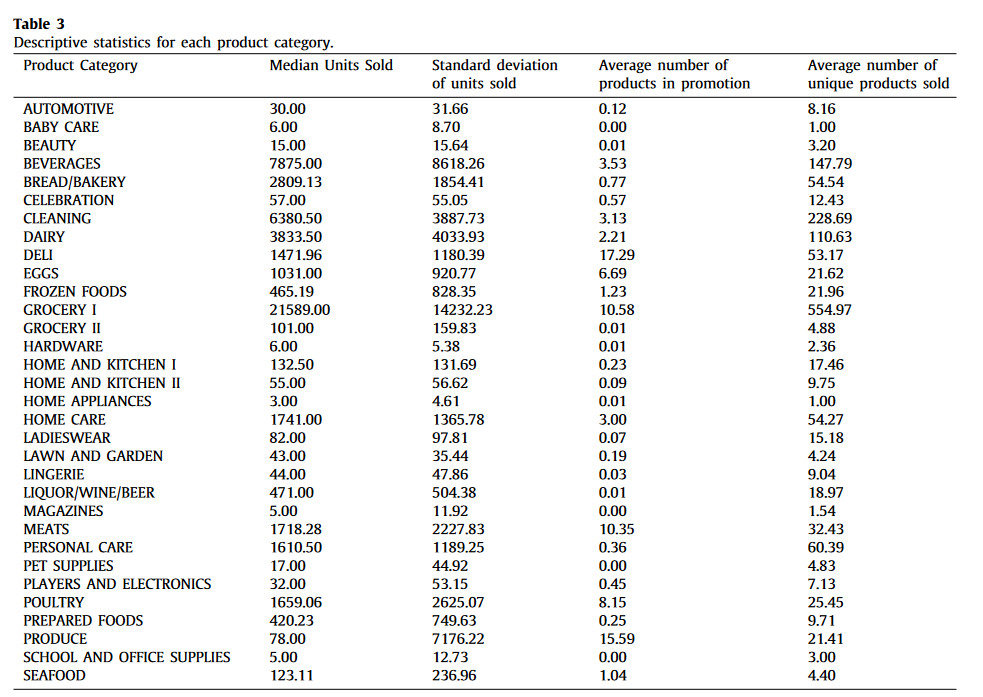 Table 3
Descriptive statistics for each product category.
Product Category Median Units Sold Standard deviation of units sold Average number of products in promotion Average number of unique products sold
AUTOMOTIVE 30.00 31.66 0.12 8.16
BABY CARE 6.00 8.70 0.00 1.00
BEAUTY 15.00 15.64 0.01 3.20
BEVERAGES 7875.00 8618.26 3.53 147.79
BREAD/BAKERY 2809.13 1854.41 0.77 54.54
CELEBRATION 57.00 55.05 0.57 12.43
CLEANING 6380.50 3887.73 3.13 228.69
DAIRY 3833.50 4033.93 2.21 110.63
DELI 1471.96 1180.39 17.29 53.17
EGGS 1031.00 920.77 6.69 21.62
FROZEN FOODS 465.19 828.35 1.23 21.96
GROCERY I 21589.00 14232.23 10.58 554.97
GROCERY II 101.00 159.83 0.01 4.88
HARDWARE 6.00 5.38 0.01 2.36
HOME AND KITCHEN I 132.50 131.69 0.23 17.46
HOME AND KITCHEN II 55.00 56.62 0.09 9.75
HOME APPLIANCES 3.00 4.61 0.01 1.00
HOME CARE 1741.00 1365.78 3.00 54.27
LADIESWEAR 82.00 97.81 0.07 15.18
LAWN AND GARDEN 43.00 35.44 0.19 4.24
LINGERIE 44.00 47.86 0.03 9.04
LIQUOR/WINE/BEER 471.00 504.38 0.01 18.97
MAGAZINES 5.00 11.92 0.00 1.54
MEATS 1718.28 2227.83 10.35 32.43
PERSONAL CARE 1610.50 1189.25 0.36 60.39
PET SUPPLIES 17.00 44.92 0.00 4.83
PLAYERS AND ELECTRONICS 32.00 53.15 0.45 7.13
POULTRY 1659.06 2625.07 8.15 25.45
PREPARED FOODS 420.23 749.63 0.25 9.71
PRODUCE 78.00 7176.22 15.59 21.41
SCHOOL AND OFFICE SUPPLIES 5.00 12.73 0.00 3.00
SEAFOOD 123.11 236.96 1.04 4.40